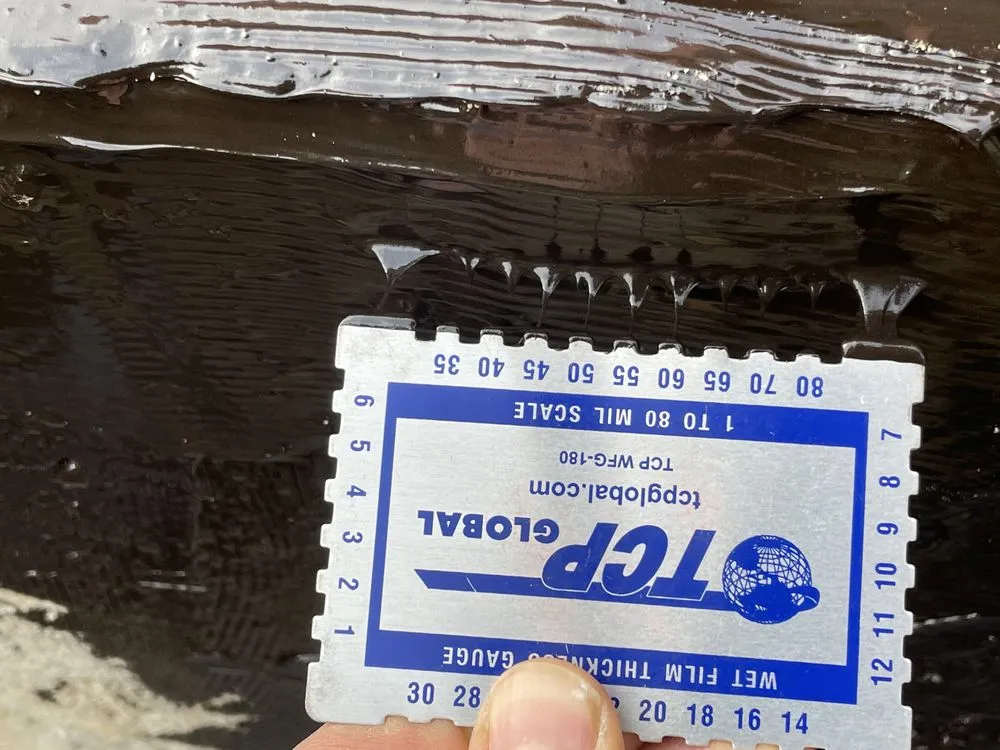 14 16 18 20 28 30
WET FILM THICKNESS GAUGE
TCP GLOBAL
tcpglobal.com
TCP WFG-180
1 TO 80 MIL SCALE
80 70 65 60 55 50 45 40 35
1 2 3 4 5 6
7 8 9 10 11 12